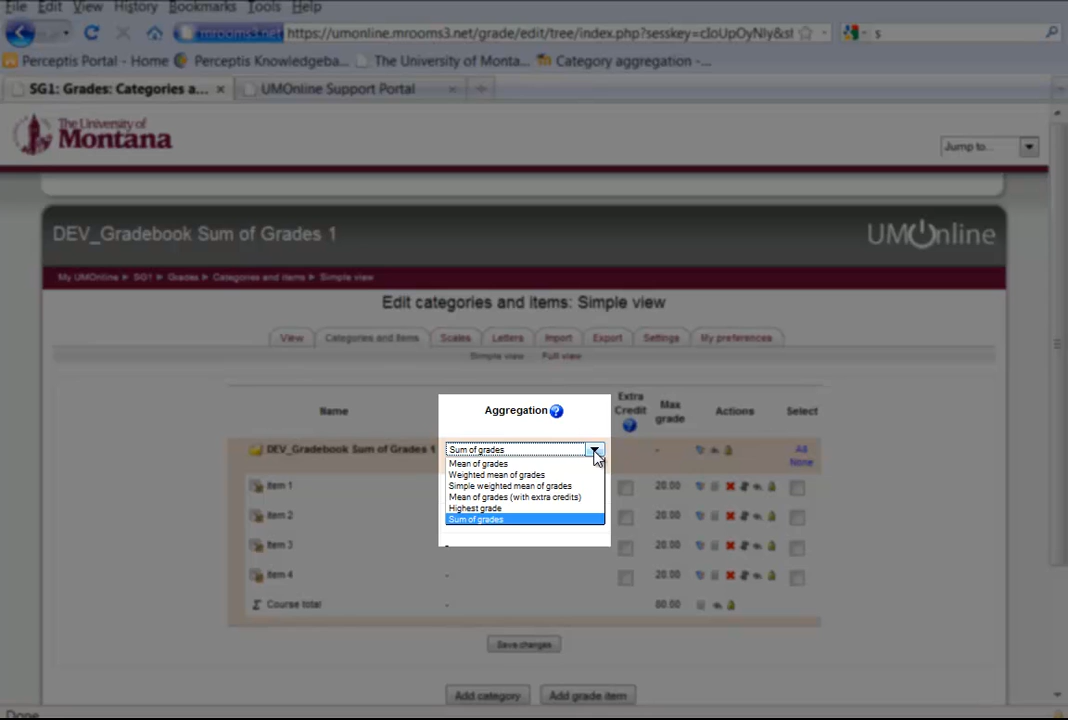 File Edit View History Bookmarks Tools Help
mrooms3.net https://umonline.mrooms3.net/grade/edit/tree/index.php?sesskey= s
Perceptis Portal - Home Perceptis Knowledgeba... The University of Monta... Category aggregation -...
SG1: Grades: Categories a... UMOnline Support Portal
The University of
Montana
Jump to...
DEV_Gradebook Sum of Grades 1 UMOnline
My UMOnline ► SG1 ► Grades ► Categories and items ► Simple view
Edit categories and items: Simple view
View Categories and items Scales Letters Import Export Settings My preferences
Simple view Full view
Name Aggregation Extra Credit Max grade Actions Select
DEV_Gradebook Sum of Grades 1 Sum of grades - All
None
Mean of grades
Weighted mean of grades
Simple weighted mean of grades
Mean of grades (with extra credits)
Highest grade
Sum of grades
Item 1 20.00
Item 2 20.00
Item 3 - 20.00
Item 4 - 20.00
Σ Course total - 80.00
Save changes
Add category Add grade item
Done